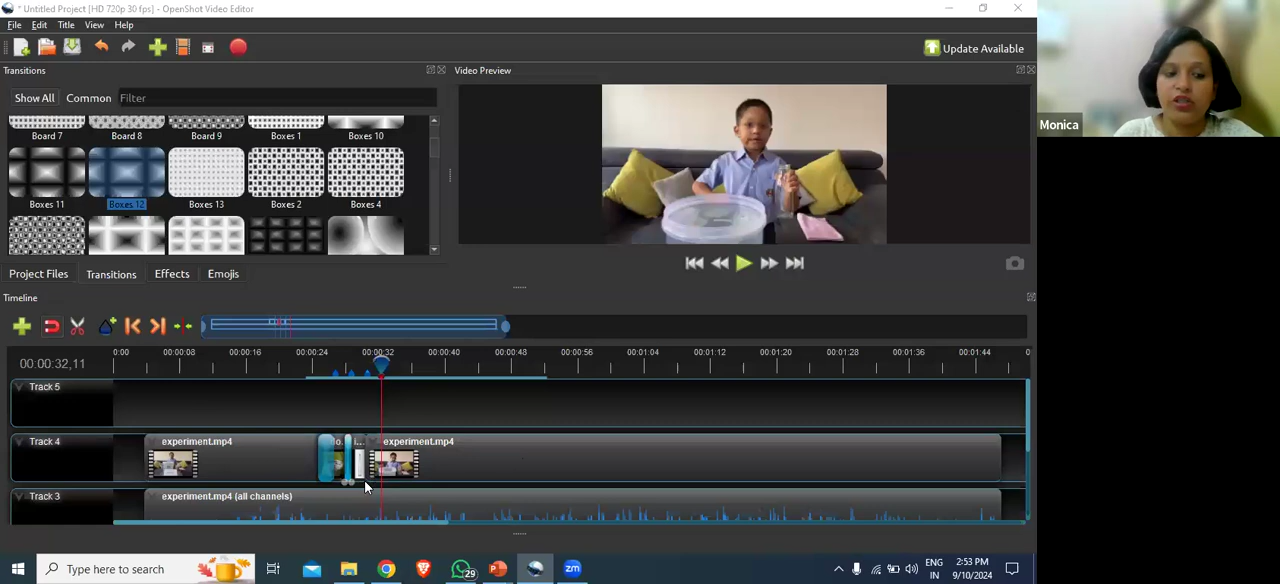 * Untitled Project [HD 720p 30 fps] - OpenShot Video Editor
File Edit Title View Help
Update Available
Transitions
Video Preview
Show All Common Filter
Board 7 Board 8 Board 9 Boxes 1 Boxes 10
Boxes 11 Boxes 12 Boxes 13 Boxes 2 Boxes 4
Project Files Transitions Effects Emojis
Timeline
00:00:32,11
0:00 00:00:08 00:00:16 00:00:24 00:00:32 00:00:40 00:00:48 00:00:56 00:01:04 00:01:12 00:01:20 00:01:28 00:01:36 00:01:44
Track 5
Track 4 experiment.mp4 i... experiment.mp4
Track 3 experiment.mp4 (all channels)
Type here to search
29
zm
ENG
IN
2:53 PM
9/10/2024
Monica